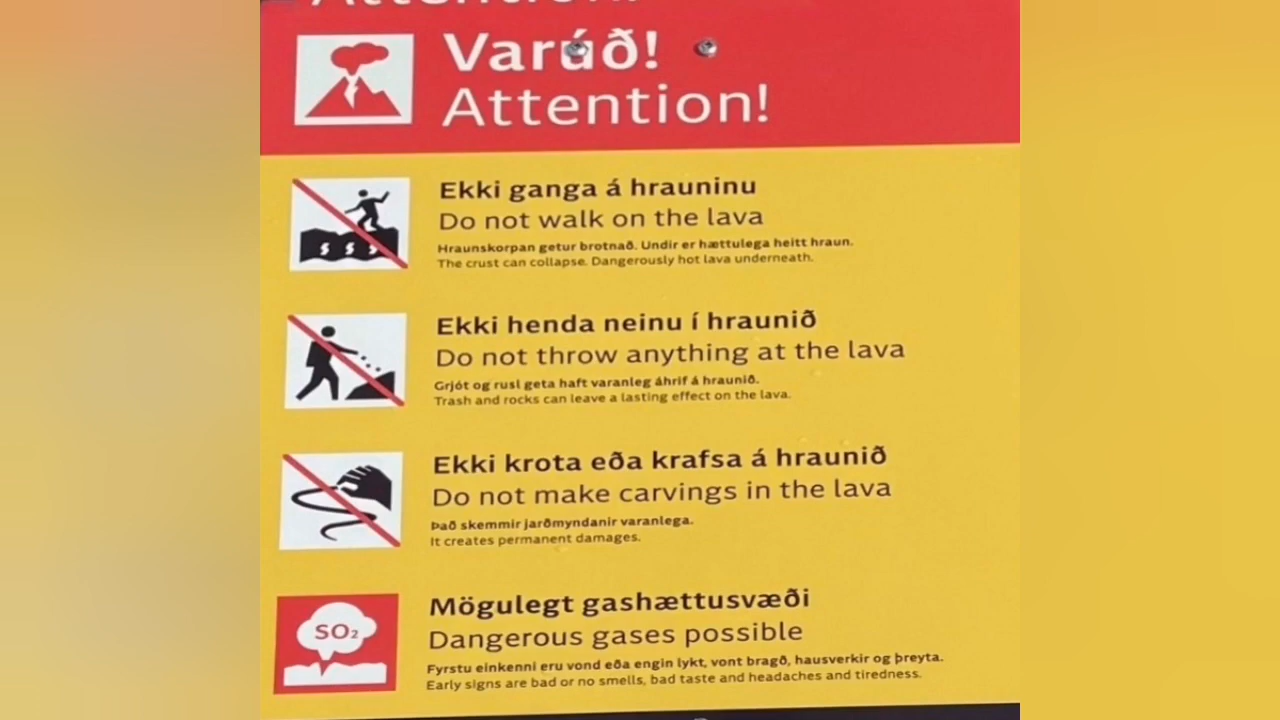 Attention!
Varúð!
Attention!
Ekki ganga á hrauninu
Do not walk on the lava
Hraunskorpan getur brotnað. Undir er hættulega heitt hraun.
The crust can collapse. Dangerously hot lava underneath.
Ekki henda neinu í hraunið
Do not throw anything at the lava
Grjót og rusl geta haft varanleg áhrif á hraunið.
Trash and rocks can leave a lasting effect on the lava.
Ekki krota eða krafsa á hraunið
Do not make carvings in the lava
Það skemmir jarðmyndanir varanlega.
It creates permanent damages.
SO₂
Mögulegt gashættusvæði
Dangerous gases possible
Fyrstu einkenni eru vond eða engin lykt, vont bragð, hausverkir og þreyta.
Early signs are bad or no smells, bad taste and headaches and tiredness.